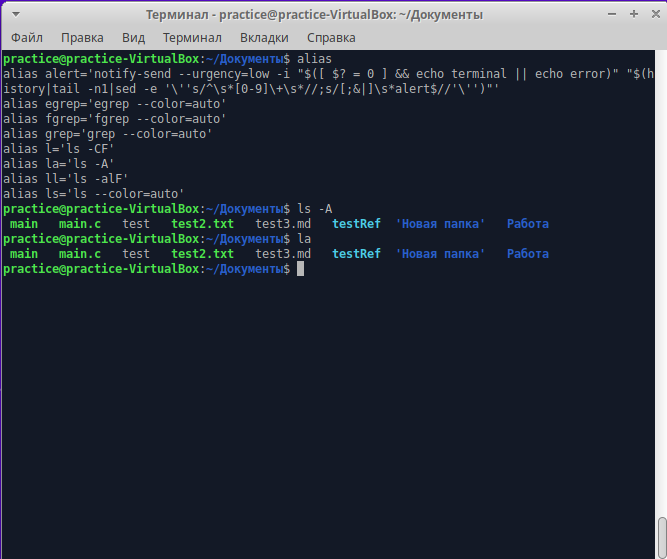 Терминал - practice@practice-VirtualBox: ~/Документы
Файл Правка Вид Терминал Вкладки Справка
practice@practice-VirtualBox:~/Документы$ alias
alias alert='notify-send --urgency=low -i "$([ $? = 0 ] && echo terminal || echo error)" "$(h
istory|tail -n1|sed -e '\''s/^\s*[0-9]\+\s*//;s/[;&|]\s*alert$//'\'')"'
alias egrep='egrep --color=auto'
alias fgrep='fgrep --color=auto'
alias grep='grep --color=auto'
alias l='ls -CF'
alias la='ls -A'
alias ll='ls -alF'
alias ls='ls --color=auto'
practice@practice-VirtualBox:~/Документы$ ls -A
main main.c test test2.txt test3.md testRef 'Новая папка' Работа
practice@practice-VirtualBox:~/Документы$ la
main main.c test test2.txt test3.md testRef 'Новая папка' Работа
practice@practice-VirtualBox:~/Документы$